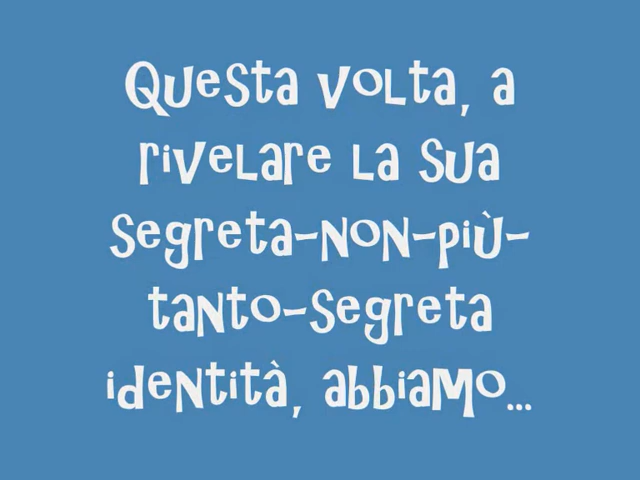 Questa volta, a
rivelare la sua
segreta-non-più-
tanto-segreta
identità, abbiamo...